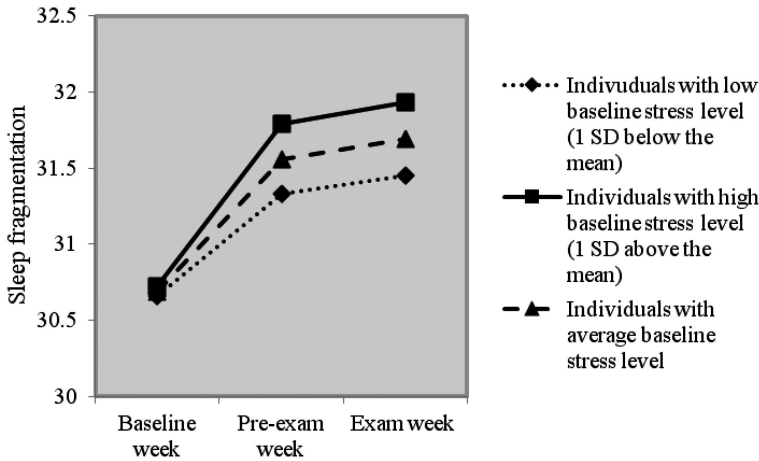 32.5
32
31.5
31
30.5
30
Sleep fragmentation
Baseline
week
Pre-exam
week
Exam week
Indivuduals with low
baseline stress level
(1 SD below the
mean)
Individuals with high
baseline stress level
(1 SD above the
mean)
Individuals with
average baseline
stress level